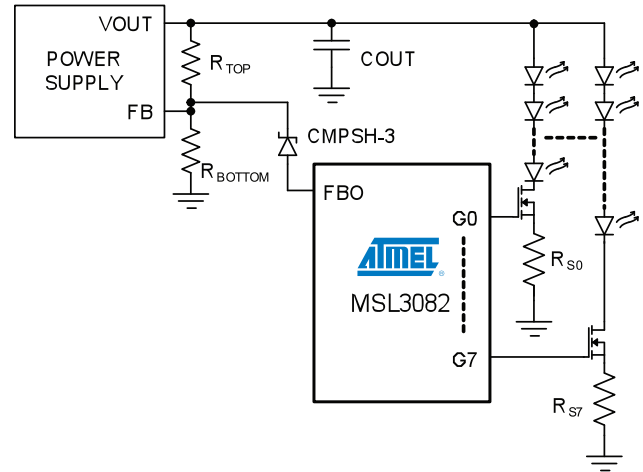 VOUT
POWER
SUPPLY
FB
RTOP
COUT
CMPSH-3
RBOTTOM
FBO
G0
ATMEL
MSL3082
G7
RS0
RS7